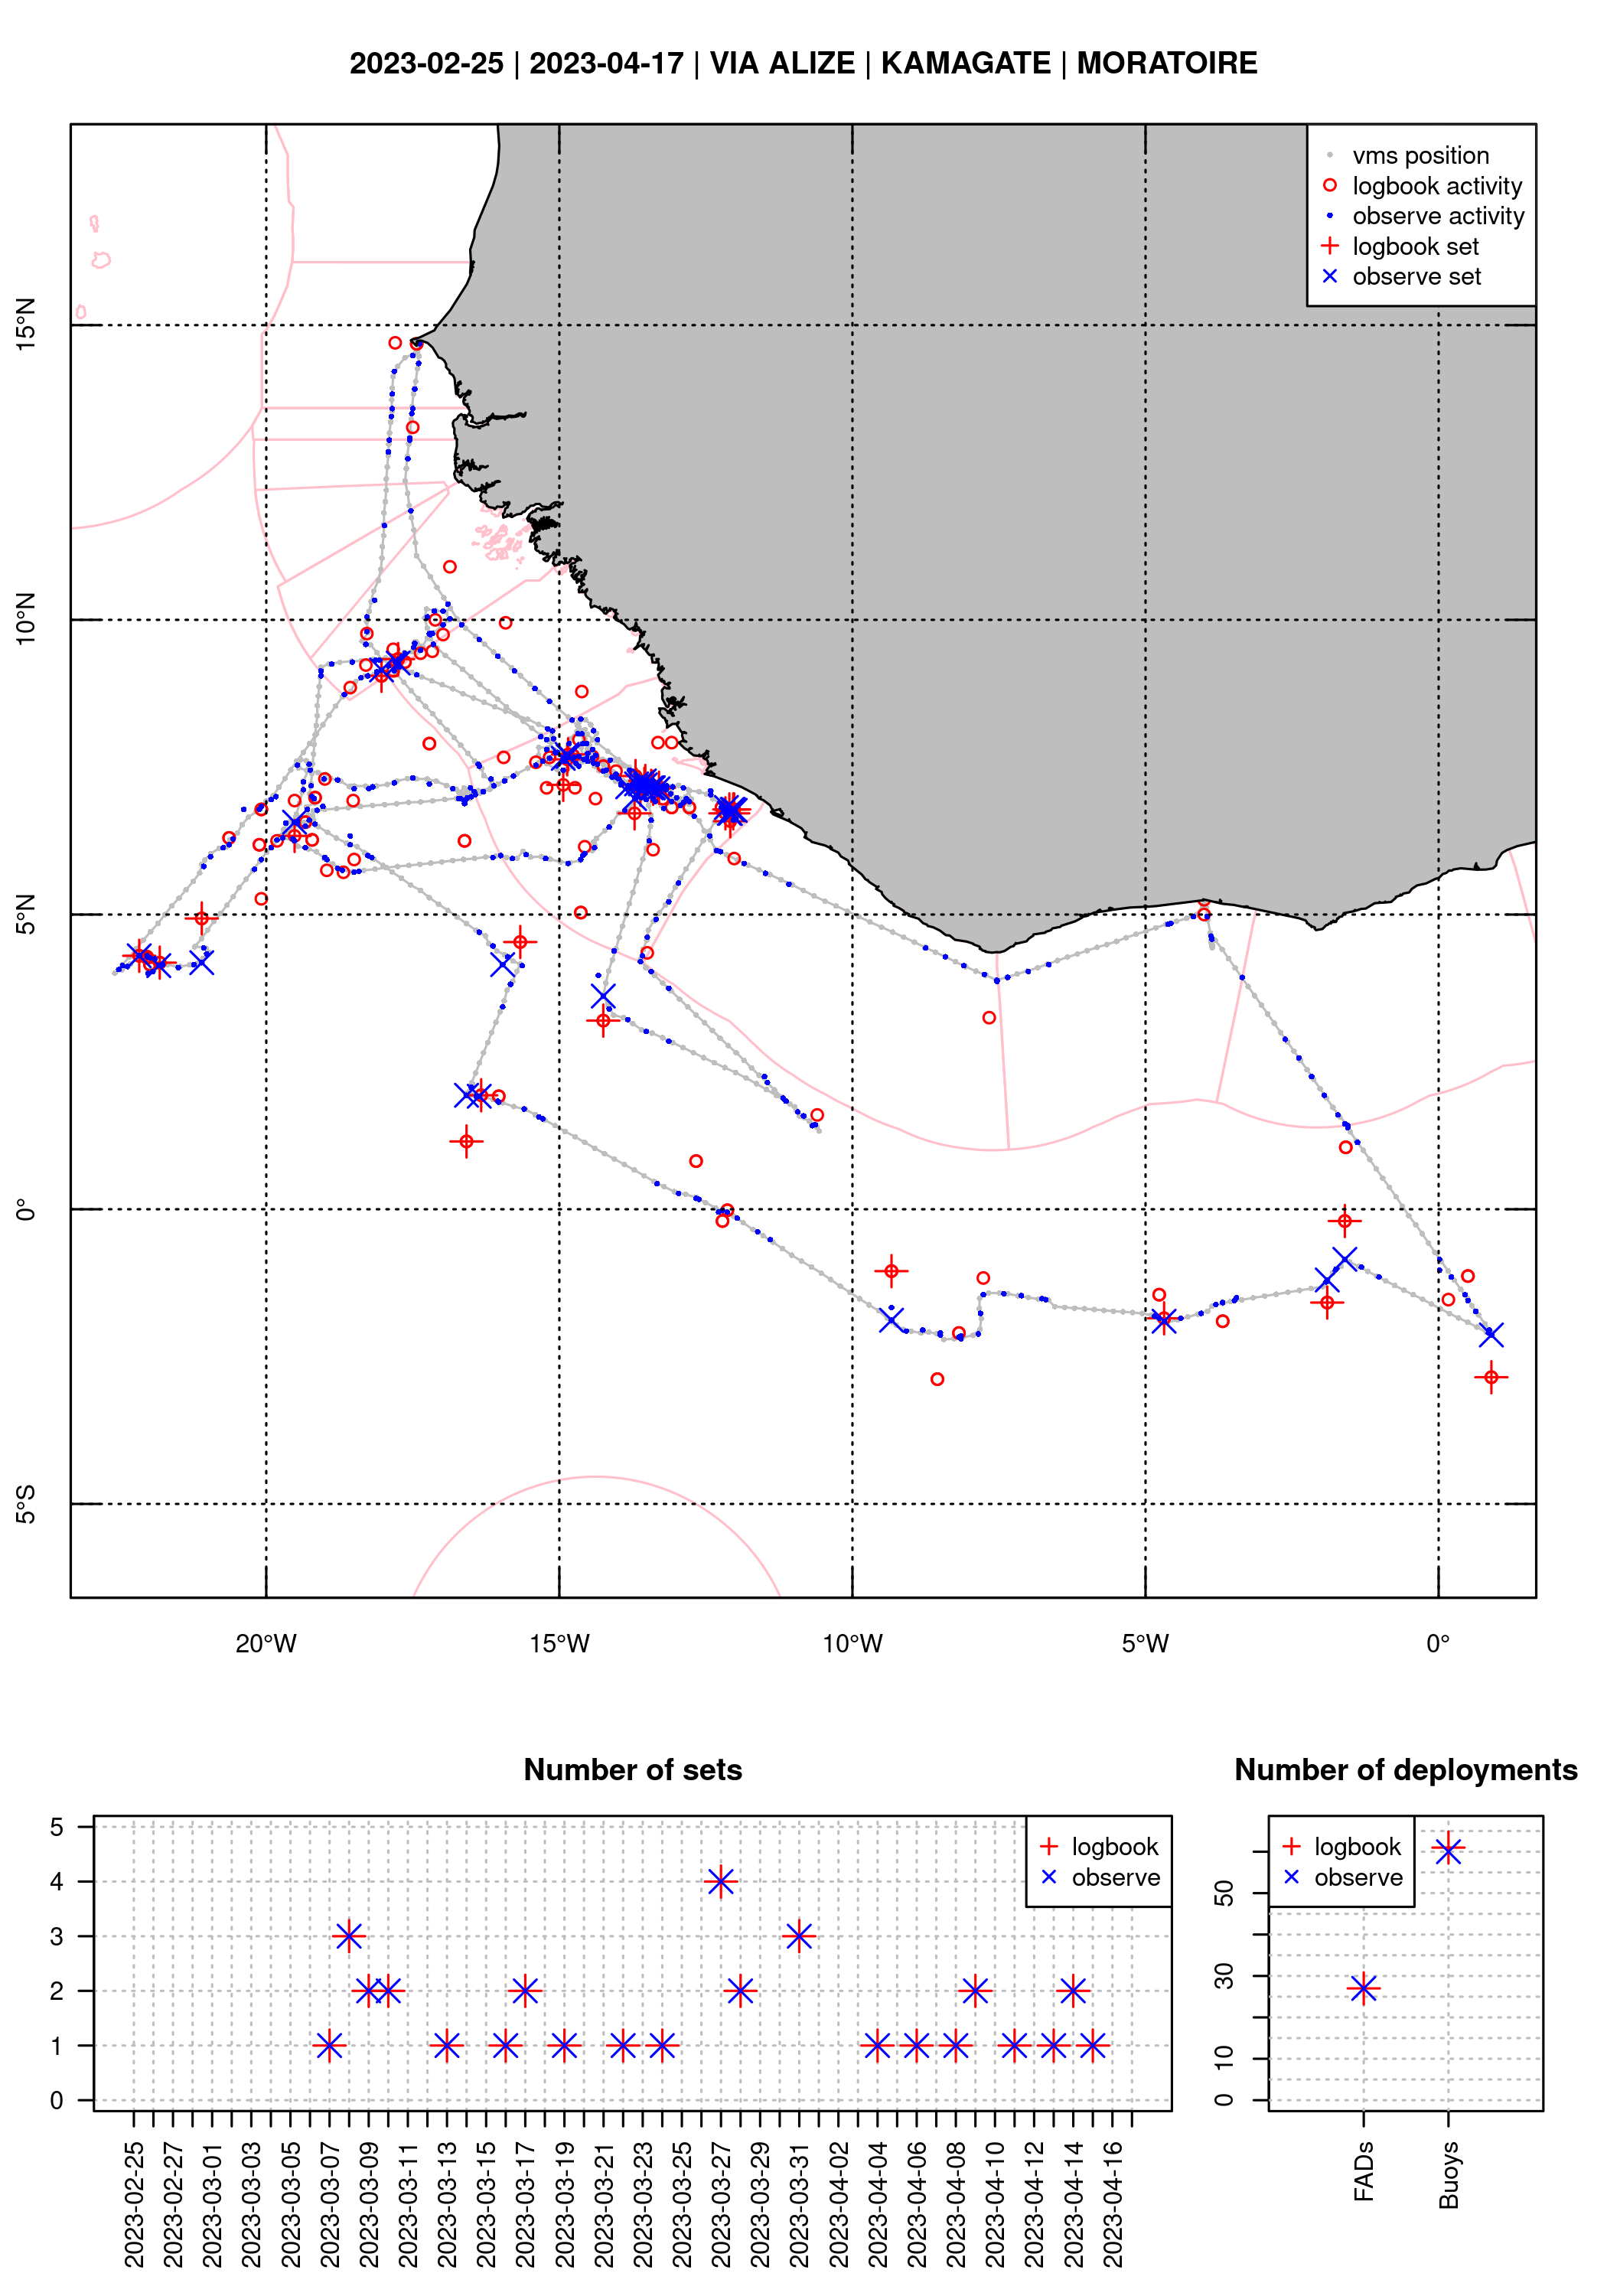 2023-02-25 | 2023-04-17 | VIA ALIZE | KAMAGATE | MORATOIRE
vms position
logbook activity
observe activity
logbook set
observe set
15°N
10°N
5°N
0°
5°S
20°W
15°W
10°W
5°W
0°
Number of sets
5
4
3
2
1
0
logbook
observe
2023-02-25
2023-02-27
2023-03-01
2023-03-03
2023-03-05
2023-03-07
2023-03-09
2023-03-11
2023-03-13
2023-03-15
2023-03-17
2023-03-19
2023-03-21
2023-03-23
2023-03-25
2023-03-27
2023-03-29
2023-03-31
2023-04-02
2023-04-04
2023-04-06
2023-04-08
2023-04-10
2023-04-12
2023-04-14
2023-04-16
Number of deployments
logbook
observe
50
30
10
0
FADs
Buoys